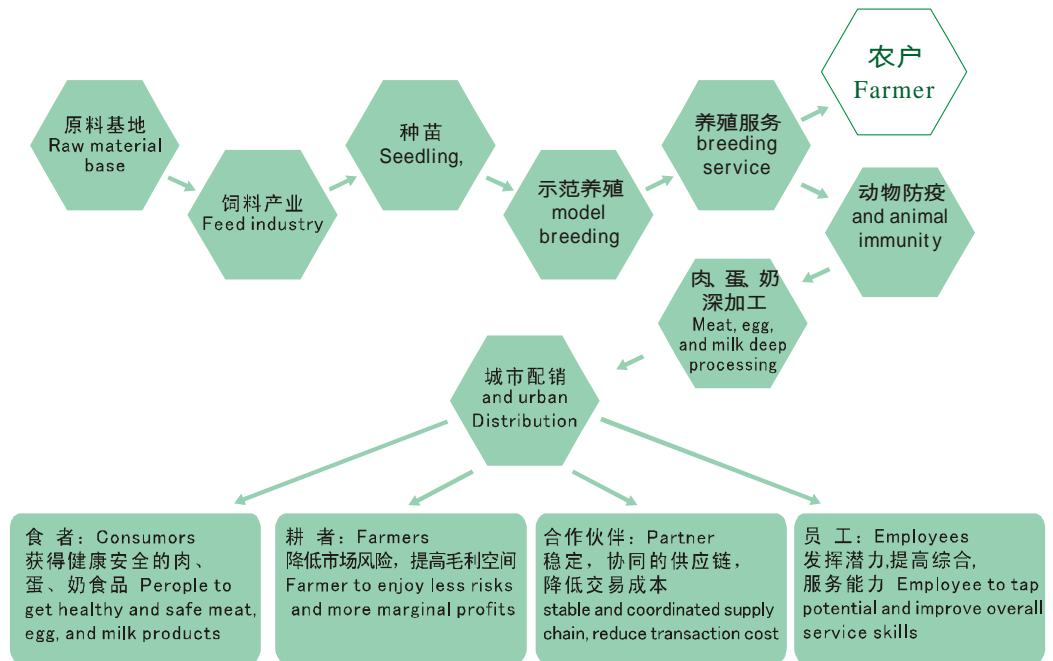 农户
Farmer
原料基地
Raw material
base
饲料产业
Feed industry
种苗
Seedling,
示范养殖
model
breeding
养殖服务
breeding
service
动物防疫
and animal
immunity
肉、蛋、奶
深加工
Meat, egg,
and milk deep
processing
城市配销
and urban
Distribution
食 者：Consumors
获得健康安全的肉、
蛋、奶食品 Perople to
get healthy and safe meat,
egg, and milk products
耕 者：Farmers
降低市场风险，提高毛利空间
Farmer to enjoy less risks
and more marginal profits
合作伙伴：Partner
稳定，协同的供应链，
降低交易成本
stable and coordinated supply
chain, reduce transaction cost
员 工：Employees
发挥潜力,提高综合,
服务能力 Employee to tap
potential and improve overall
service skills